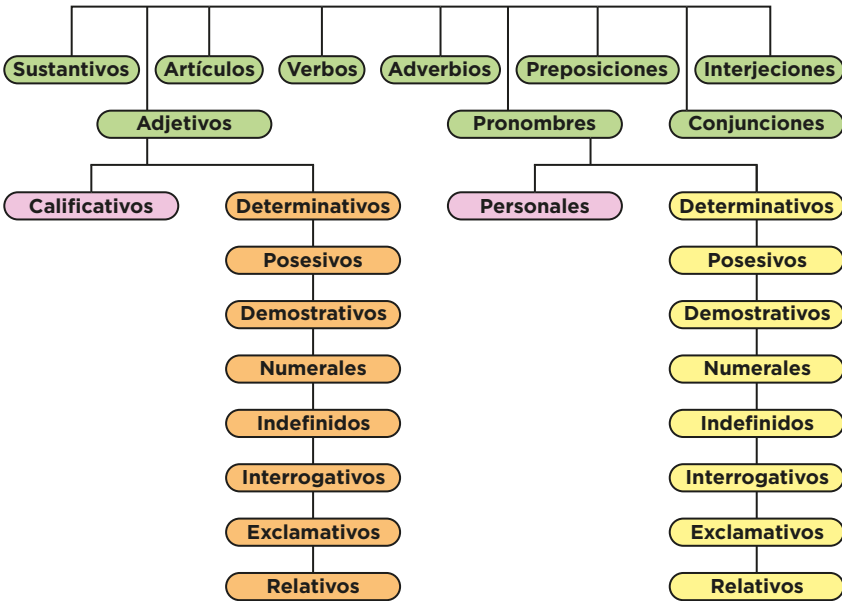 Sustantivos Artículos Verbos Adverbios Preposiciones Interjeciones
Adjetivos Pronombres Conjunciones
Calificativos Determinativos Personales Determinativos
Posesivos Posesivos
Demostrativos Demostrativos
Numerales Numerales
Indefinidos Indefinidos
Interrogativos Interrogativos
Exclamativos Exclamativos
Relativos Relativos